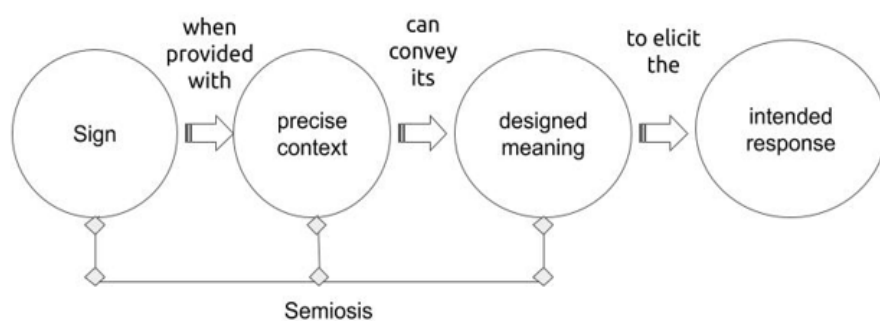 Sign
when
provided
with
precise
context
can
convey
its
designed
meaning
to elicit
the
intended
response
Semiosis